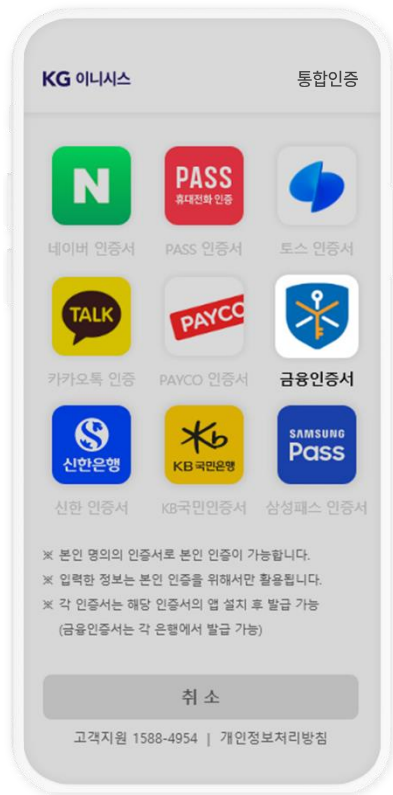 KG 이니시스 통합인증
N PASS
휴대전화 인증
네이버 인증서 PASS 인증서 토스 인증서
TALK PAYCO
카카오톡 인증 PAYCO 인증서 금융인증서
신한은행 KB 국민은행 SAMSUNG Pass
신한 인증서 KB국민인증서 삼성패스 인증서
※ 본인 명의의 인증서로 본인 인증이 가능합니다.
※ 입력한 정보는 본인 인증을 위해서만 활용됩니다.
※ 각 인증서는 해당 인증서의 앱 설치 후 발급 가능
(금융인증서는 각 은행에서 발급 가능)
취 소
고객지원 1588-4954 | 개인정보처리방침